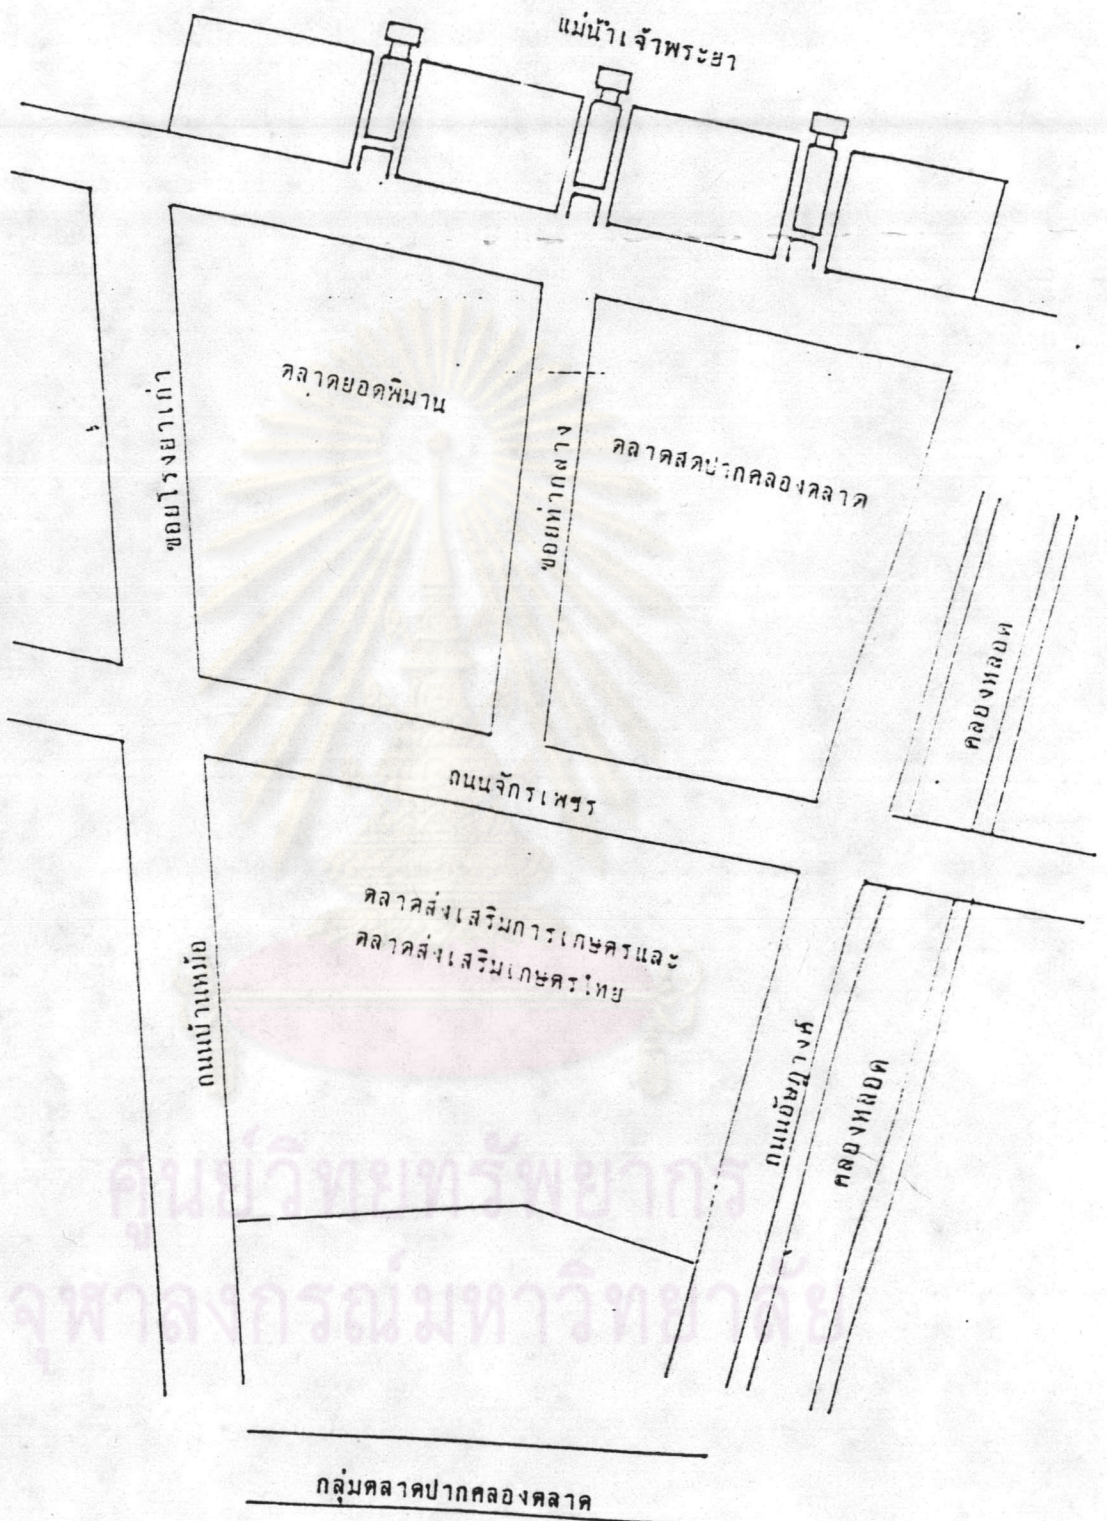 แม่น้ำเจ้าพระยา
ตลาดยอดพิมาน
ซอยโรงยาเก่า
ซอยท่ากลาง
ตลาดสดปากคลองตลาด
คลองหลอด
ถนนจักรเพชร
ตลาดส่งเสริมการเกษตรและ
ตลาดส่งเสริมเกษตรไทย
ถนนบ้านหม้อ
ถนนอัษฎางค์
คลองหลอด
ศูนย์วิทยทรัพยากร
จุฬาลงกรณ์มหาวิทยาลัย
กลุ่มตลาดปากคลองตลาด